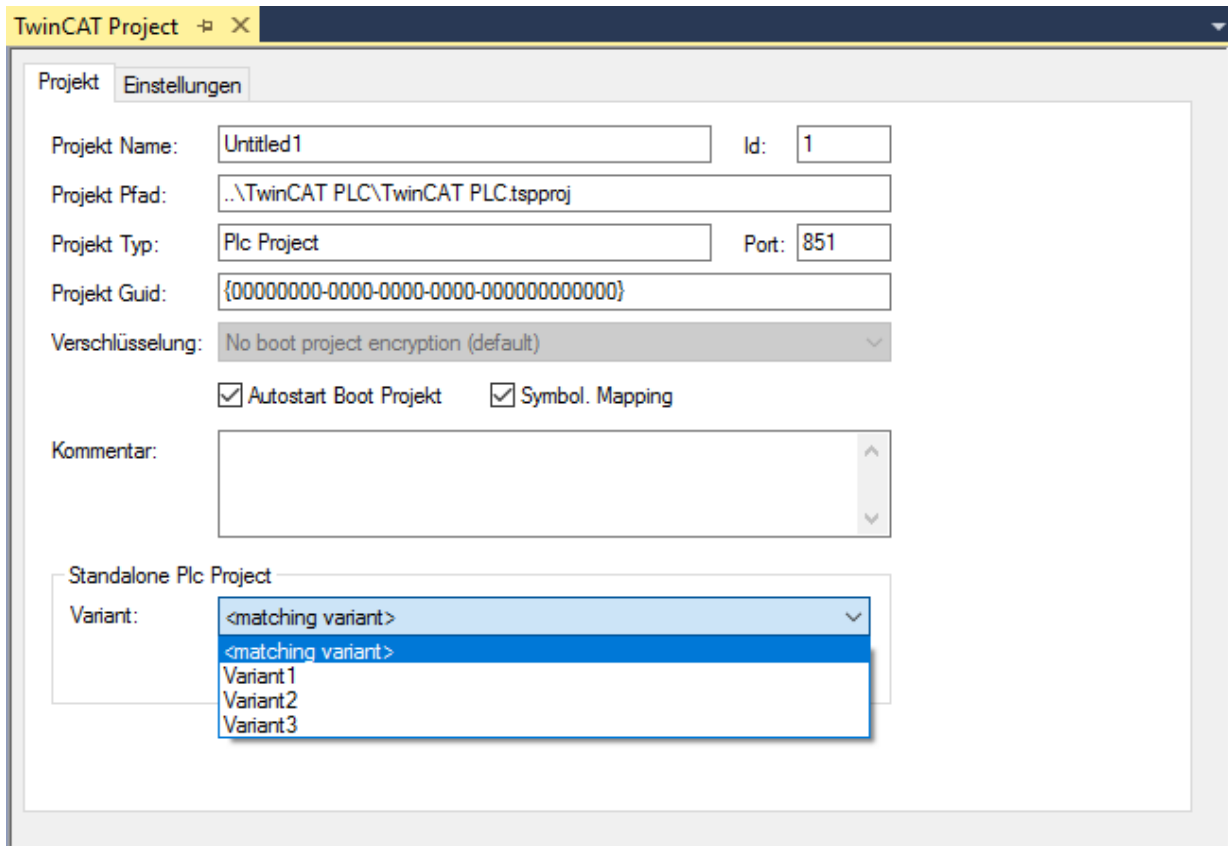 TwinCAT Project
Projekt Einstellungen
Projekt Name: Untitled1 Id: 1
Projekt Pfad: ..\TwinCAT PLC\TwinCAT PLC.tspproj
Projekt Typ: Plc Project Port: 851
Projekt Guid: {00000000-0000-0000-0000-000000000000}
Verschlüsselung: No boot project encryption (default)
Autostart Boot Projekt Symbol. Mapping
Kommentar:
Standalone Plc Project
Variant: <matching variant>
<matching variant>
Variant1
Variant2
Variant3